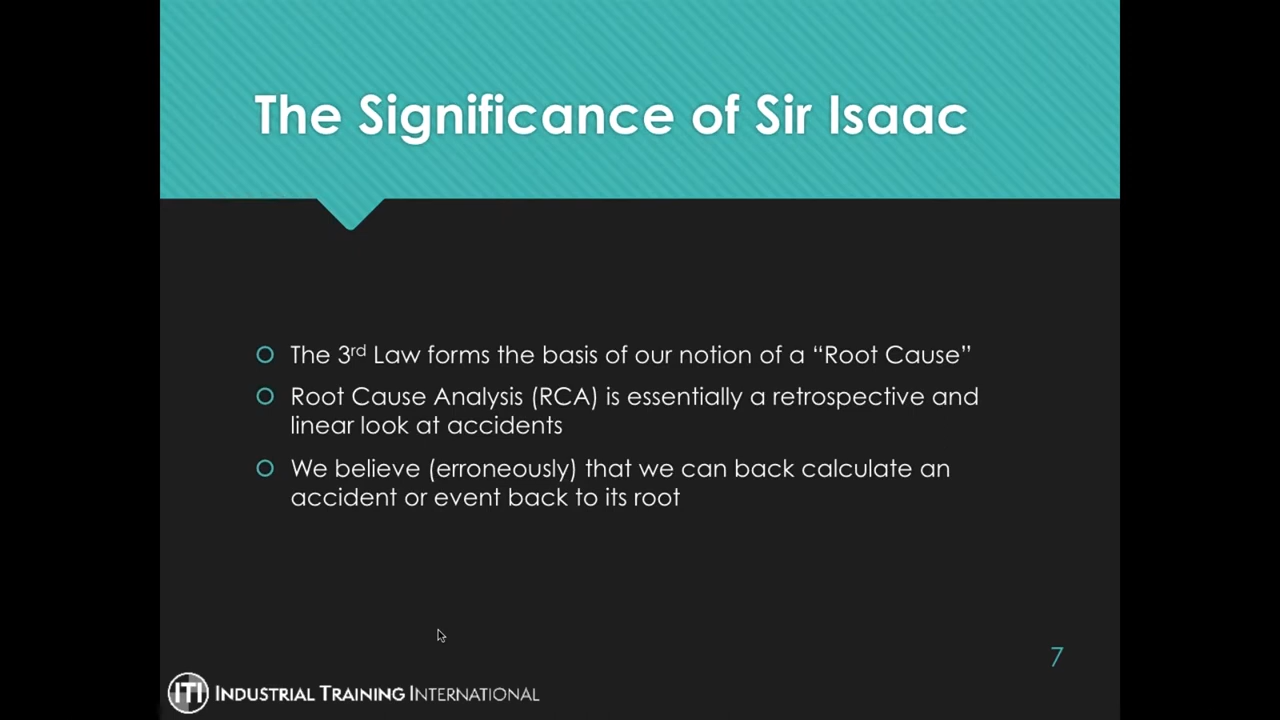 The Significance of Sir Isaac
The 3rd Law forms the basis of our notion of a “Root Cause”
Root Cause Analysis (RCA) is essentially a retrospective and
linear look at accidents
We believe (erroneously) that we can back calculate an
accident or event back to its root
7
ITI INDUSTRIAL TRAINING INTERNATIONAL